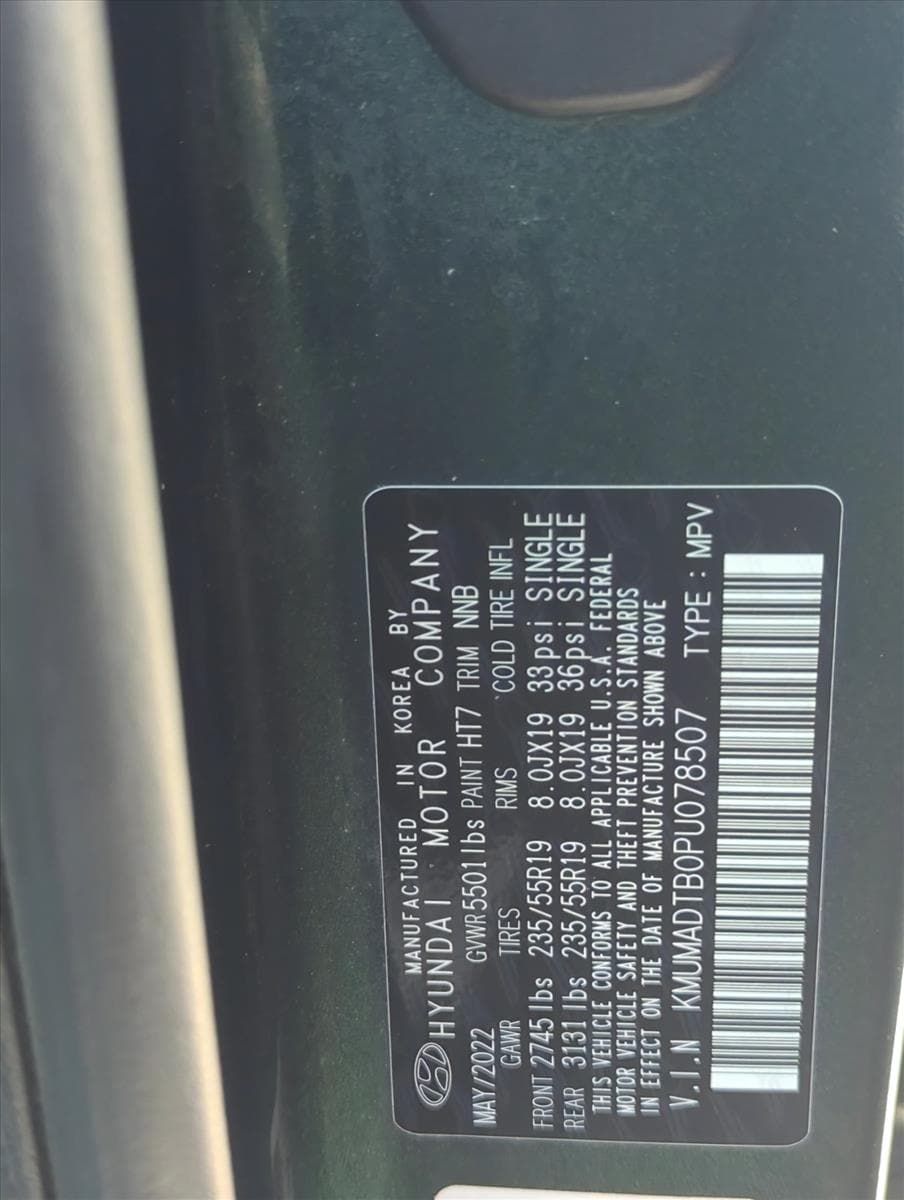 MANUFACTURED IN KOREA BY
HYUNDAI MOTOR COMPANY
MAY/2022 GVWR 5501 lbs PAINT HT7 TRIM NNB
GAWR TIRES RIMS COLD TIRE INFL
FRONT 2745 lbs 235/55R19 8.0JX19 33psi SINGLE
REAR 3131 lbs 235/55R19 8.0JX19 36psi SINGLE
THIS VEHICLE CONFORMS TO ALL APPLICABLE U.S.A. FEDERAL
MOTOR VEHICLE SAFETY AND THEFT PREVENTION STANDARDS
IN EFFECT ON THE DATE OF MANUFACTURE SHOWN ABOVE
V.I.N KMUMADTB0PU078507 TYPE : MPV